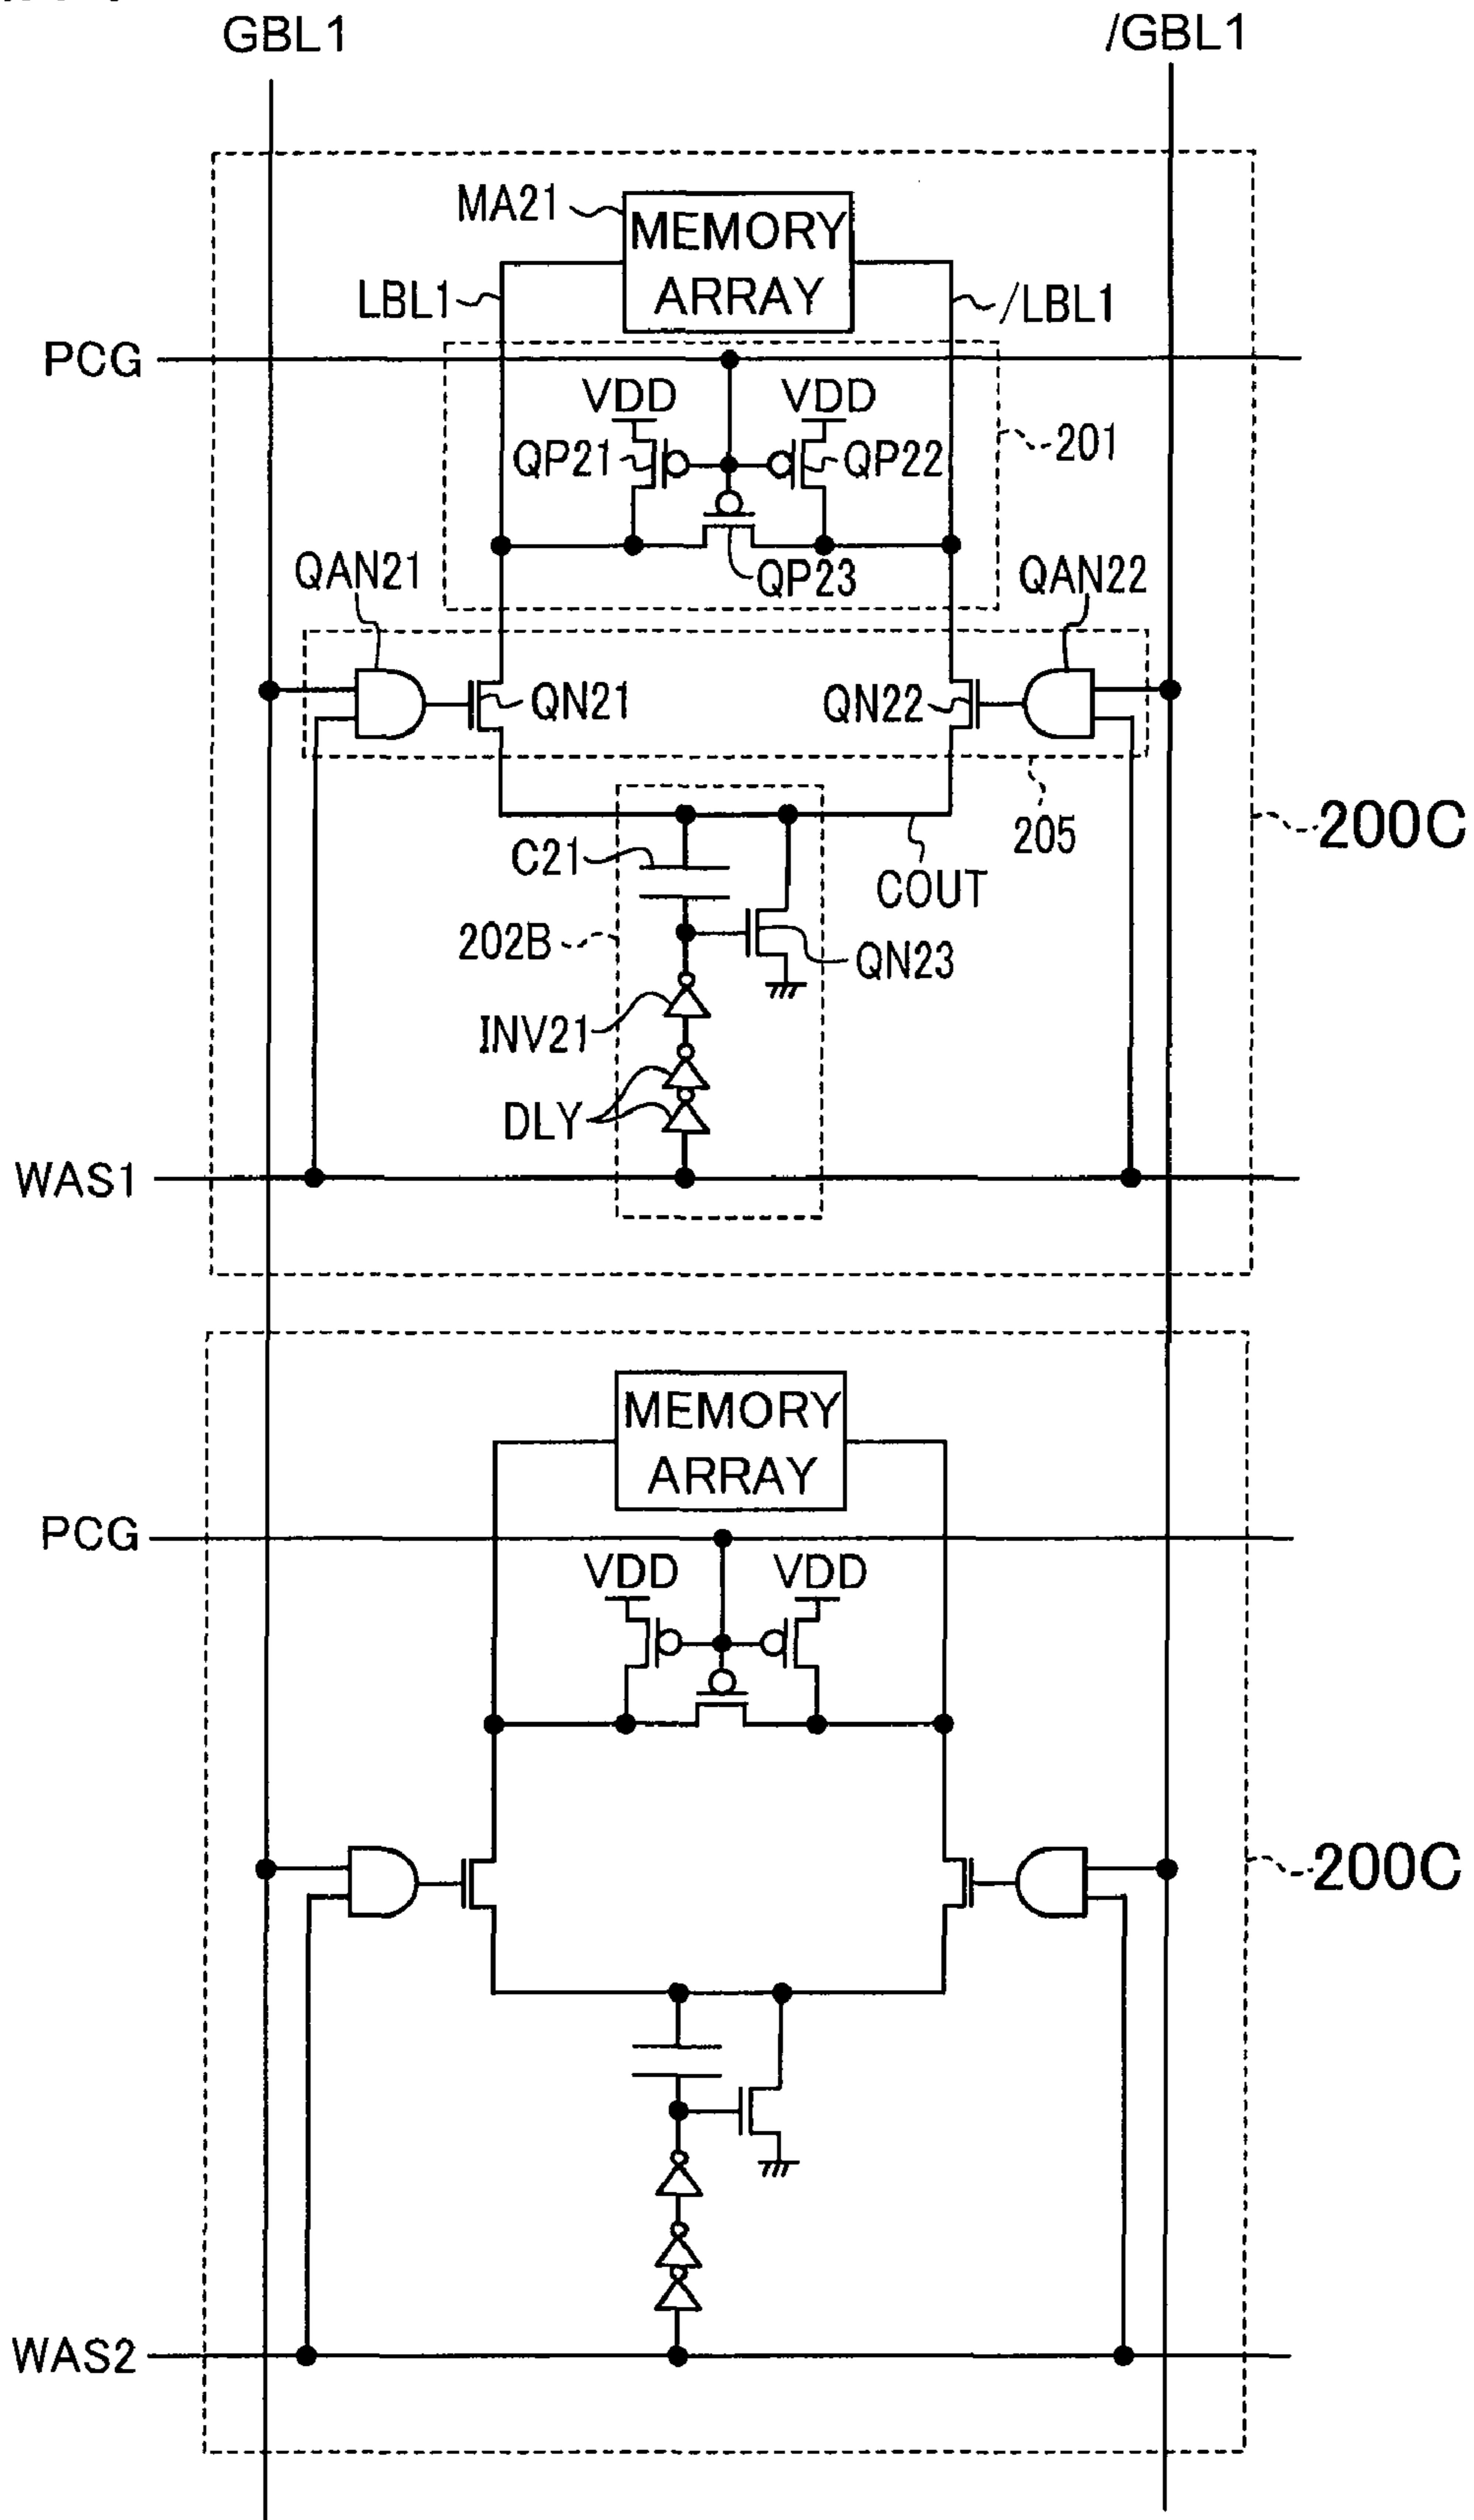 GBL1
/GBL1
MA21
MEMORY
ARRAY
LBL1
/LBL1
PCG
VDD
VDD
QP21
QP22
201
QP23
QAN21
QAN22
QN21
QN22
205
200C
C21
COUT
202B
QN23
INV21
DLY
WAS1
MEMORY
ARRAY
PCG
VDD
VDD
200C
WAS2